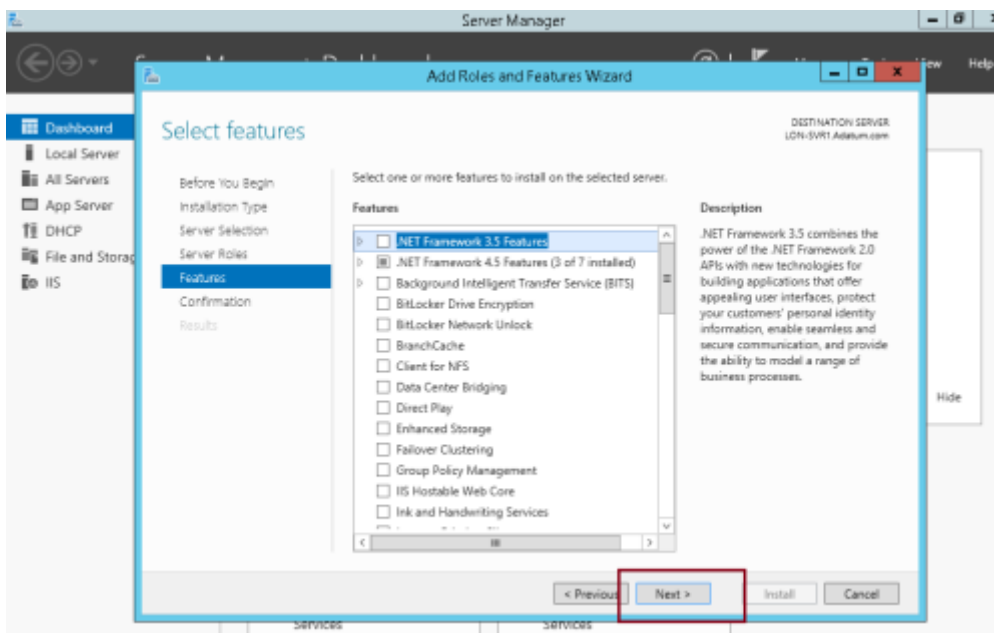 Server Manager
Help
Add Roles and Features Wizard
Dashboard
Local Server
All Servers
App Server
DHCP
File and Storag
IIS
Select features
DESTINATION SERVER
LON-SVR1.Adatum.com
Before You Begin
Installation Type
Server Selection
Server Roles
Features
Confirmation
Results
Select one or more features to install on the selected server.
Features
.NET Framework 3.5 Features
.NET Framework 4.5 Features (3 of 7 installed)
Background Intelligent Transfer Service (BITS)
BitLocker Drive Encryption
BitLocker Network Unlock
BranchCache
Client for NFS
Data Center Bridging
Direct Play
Enhanced Storage
Failover Clustering
Group Policy Management
IIS Hostable Web Core
Ink and Handwriting Services
Description
.NET Framework 3.5 combines the
power of the .NET Framework 2.0
APIs with new technologies for
building applications that offer
appealing user interfaces, protect
your customers' personal identity
information, enable seamless and
secure communication, and provide
the ability to model a range of
business processes.
Hide
< Previous
Next >
Install
Cancel
Services
Services